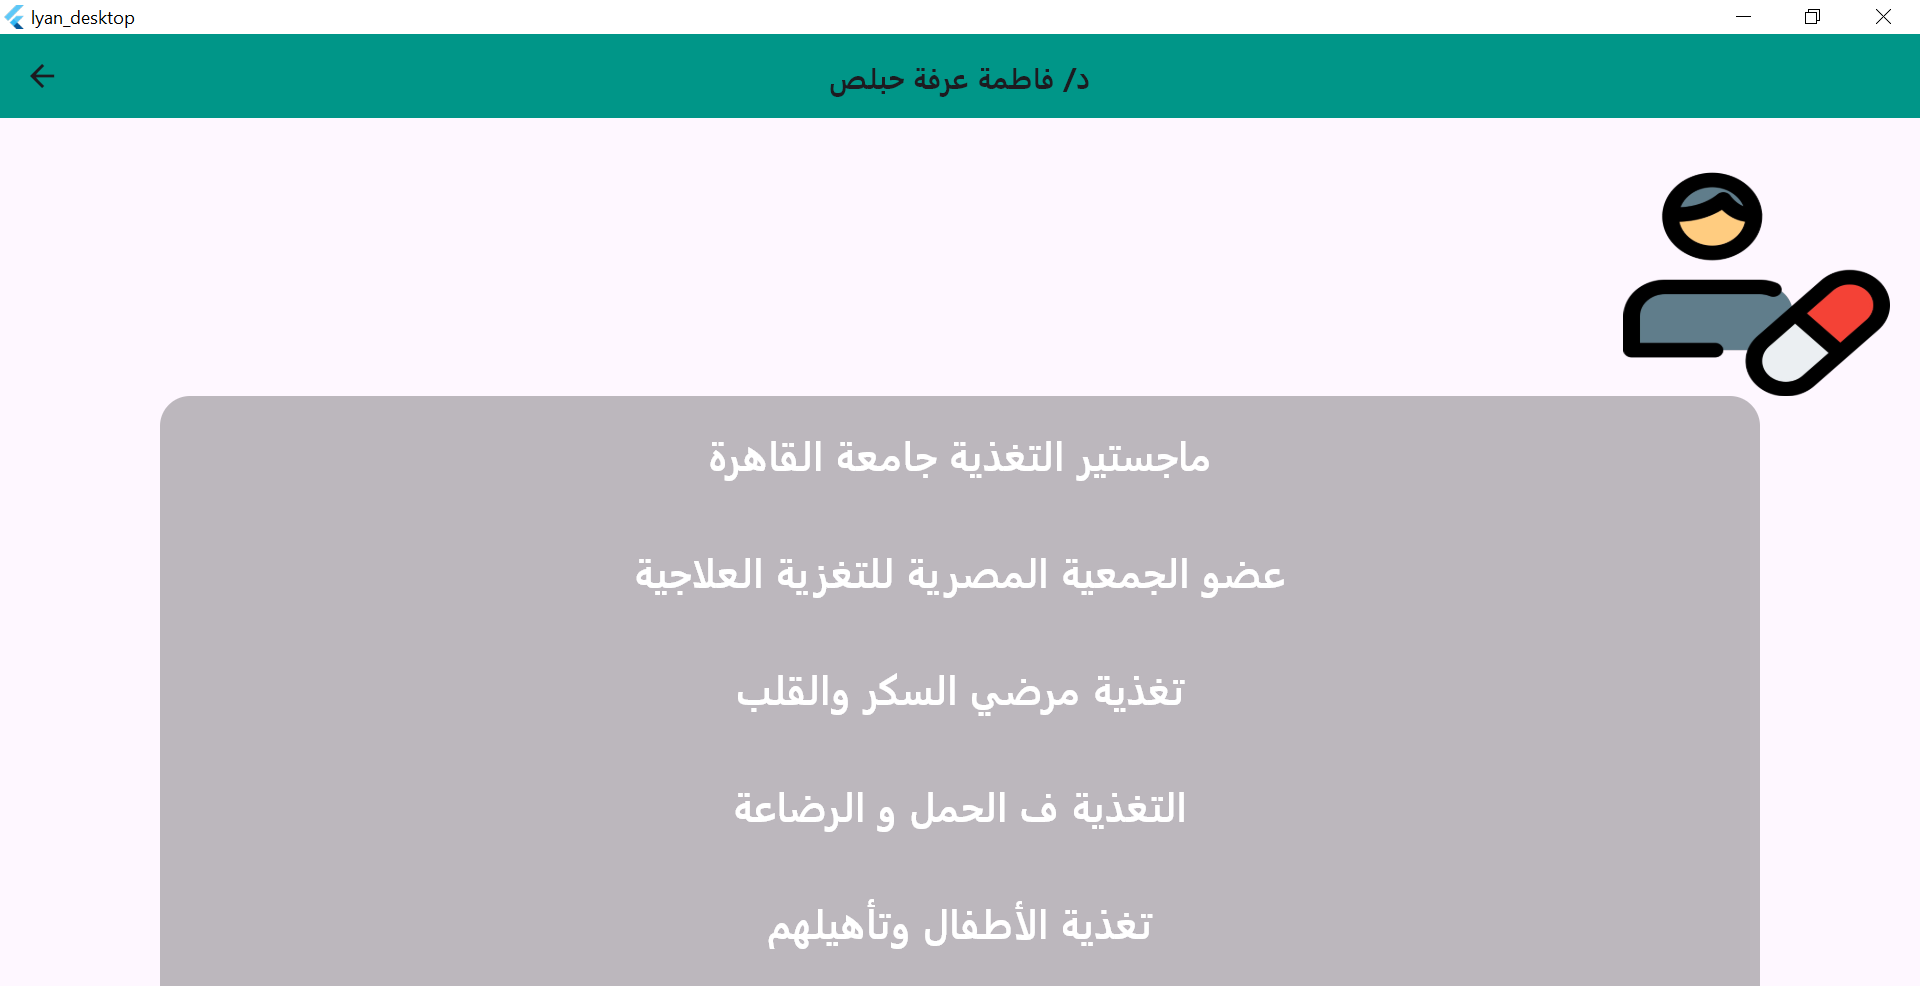 lyan_desktop
د/ فاطمة عرفة حبلص
ماجستير التغذية جامعة القاهرة
عضو الجمعية المصرية للتغزية العلاجية
تغذية مرضي السكر والقلب
التغذية ف الحمل و الرضاعة
تغذية الأطفال وتأهيلهم